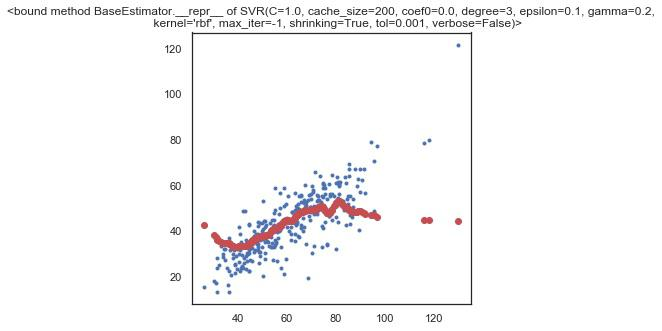 <bound method BaseEstimator.__repr__ of SVR(C=1.0, cache_size=200, coef0=0.0, degree=3, epsilon=0.1, gamma=0.2,
kernel='rbf', max_iter=-1, shrinking=True, tol=0.001, verbose=False)>
120
100
80
60
40
20
40 60 80 100 120